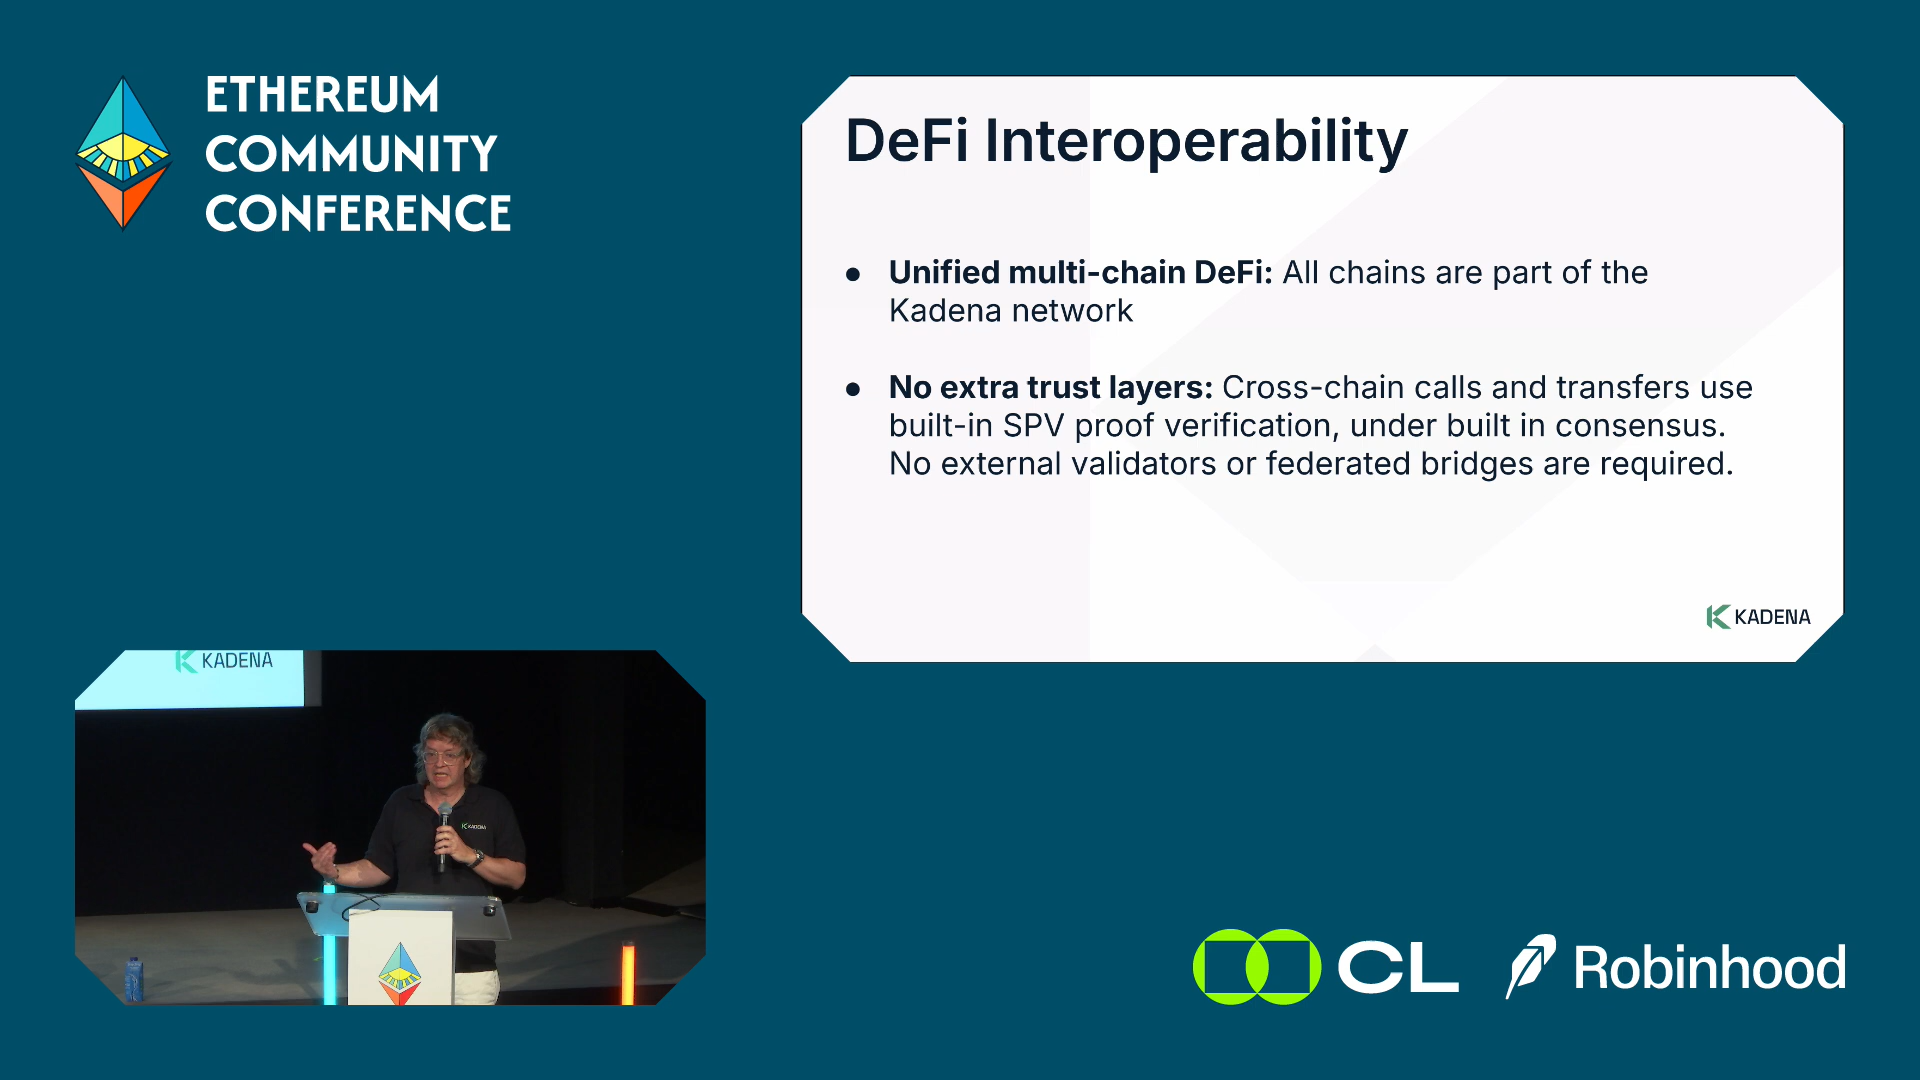 ETHEREUM
COMMUNITY
CONFERENCE
DeFi Interoperability
● Unified multi-chain DeFi: All chains are part of the
Kadena network
● No extra trust layers: Cross-chain calls and transfers use
built-in SPV proof verification, under built in consensus.
No external validators or federated bridges are required.
KADENA
KADENA
KADENA
CL
Robinhood